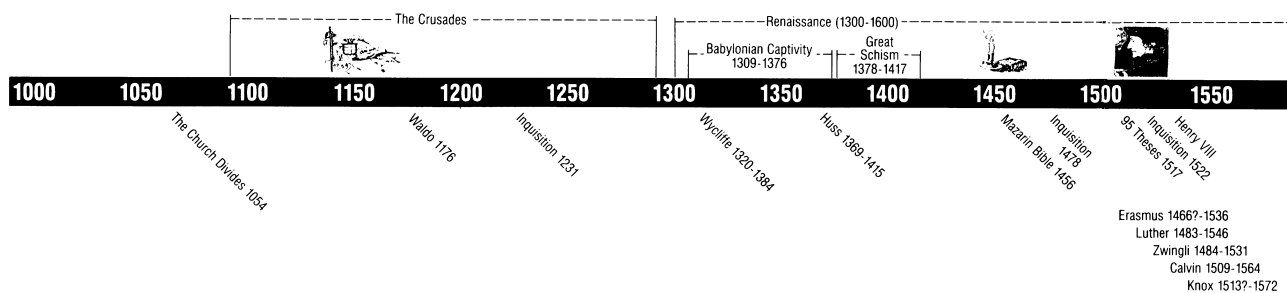 The Crusades
Renaissance (1300-1600)
Babylonian Captivity
1309-1376
Great
Schism
1378-1417
1000 1050 1100 1150 1200 1250 1300 1350 1400 1450 1500 1550
The Church Divides 1054
Waldo 1176
Inquisition 1231
Wycliffe 1320-1384
Huss 1369-1415
Mazarin Bible 1456
Inquisition
1478
95 Theses 1517
Inquisition 1522
Henry VIII
Erasmus 1466?-1536
Luther 1483-1546
Zwingli 1484-1531
Calvin 1509-1564
Knox 1513?-1572